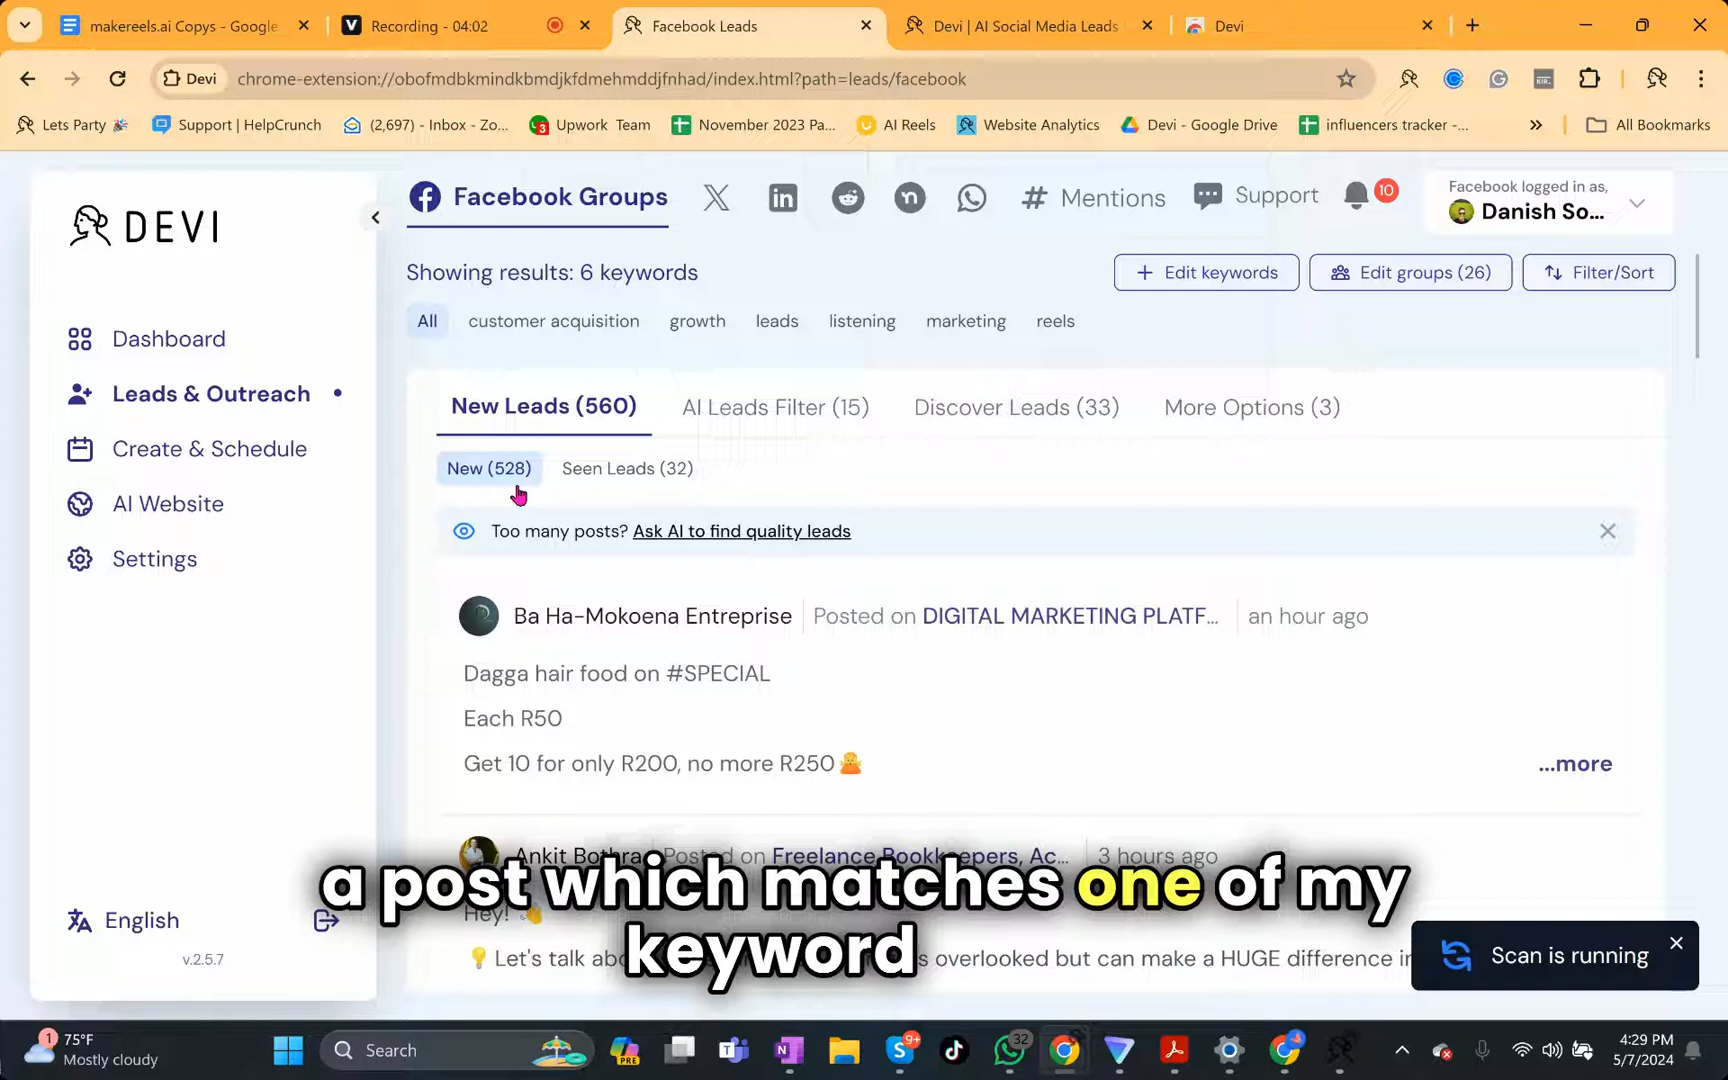 makereels.ai Copys - Google
Recording - 04:02
Facebook Leads
Devi | AI Social Media Leads
Devi
Devi
chrome-extension://obofmdbkmindkbmdjkfdmehmddjfnhad/index.html?path=leads/facebook
Lets Party
Support | HelpCrunch
(2,697) - Inbox - Zo...
Upwork Team
November 2023 Pa...
AI Reels
Website Analytics
Devi - Google Drive
influencers tracker -...
All Bookmarks
DEVI
Facebook Groups
# Mentions
Support
10
Facebook logged in as,
Danish So...
Showing results: 6 keywords
+ Edit keywords
Edit groups (26)
Filter/Sort
All
customer acquisition
growth
leads
listening
marketing
reels
Dashboard
Leads & Outreach
Create & Schedule
AI Website
Settings
New Leads (560)
AI Leads Filter (15)
Discover Leads (33)
More Options (3)
New (528)
Seen Leads (32)
Too many posts? Ask AI to find quality leads
Ba Ha-Mokoena Entreprise
Posted on DIGITAL MARKETING PLATF...
an hour ago
Dagga hair food on #SPECIAL
Each R50
Get 10 for only R200, no more R250
...more
Ankit Bothra
Posted on Freelance Bookkeepers, Ac...
3 hours ago
Hey!
Let's talk
overlooked but can make a HUGE difference
a post which matches one of my
keyword
English
v.2.5.7
Scan is running
1
75°F
Mostly cloudy
Search
PRE
9+
32
4:29 PM
5/7/2024